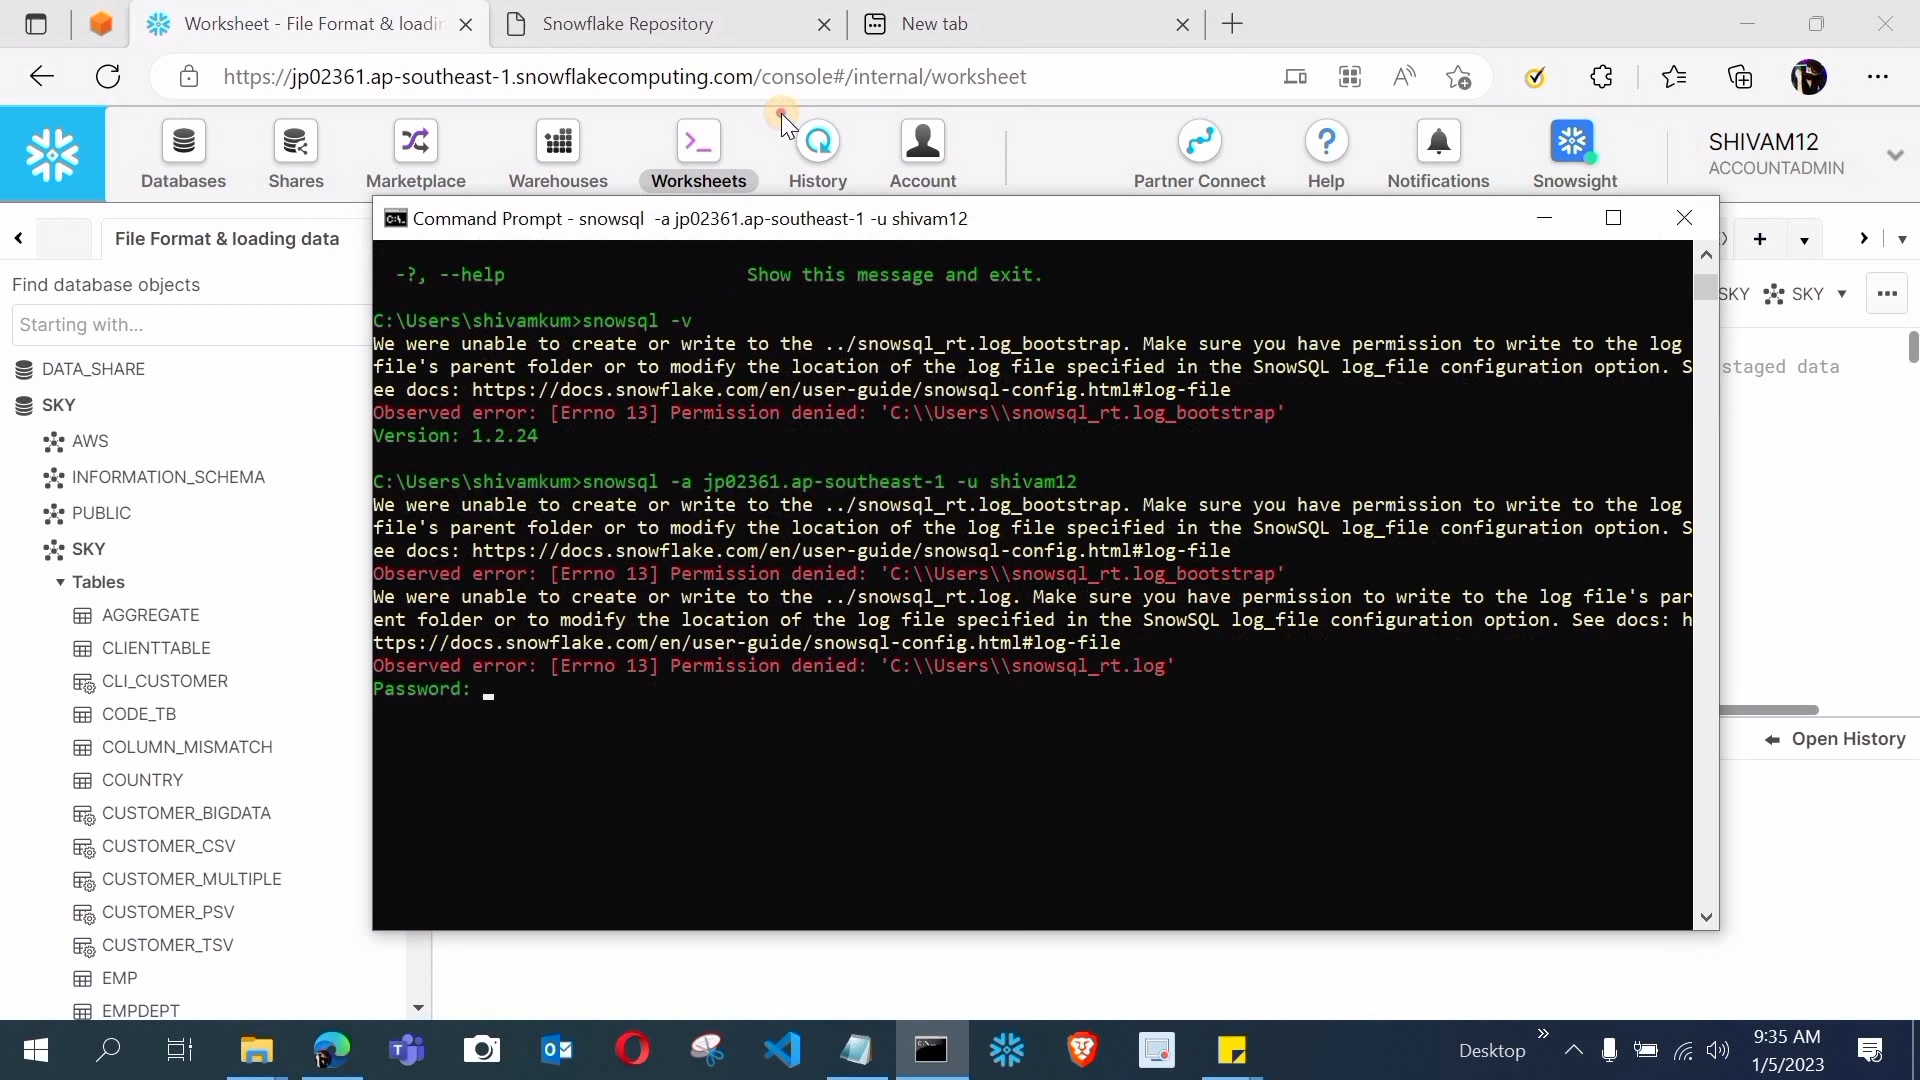 Worksheet - File Format & loadin
Snowflake Repository
New tab
https://jp02361.ap-southeast-1.snowflakecomputing.com/console#/internal/worksheet
Databases
Shares
Marketplace
Warehouses
Worksheets
History
Account
Partner Connect
Help
Notifications
Snowsight
SHIVAM12
ACCOUNTADMIN
File Format & loading data
Find database objects
Starting with...
DATA_SHARE
SKY
AWS
INFORMATION_SCHEMA
PUBLIC
SKY
Tables
AGGREGATE
CLIENTTABLE
CLI_CUSTOMER
CODE_TB
COLUMN_MISMATCH
COUNTRY
CUSTOMER_BIGDATA
CUSTOMER_CSV
CUSTOMER_MULTIPLE
CUSTOMER_PSV
CUSTOMER_TSV
EMP
EMPDEPT
Command Prompt - snowsql -a jp02361.ap-southeast-1 -u shivam12
-?, --help Show this message and exit.
C:\Users\shivamkum>snowsql -v
We were unable to create or write to the ../snowsql_rt.log_bootstrap. Make sure you have permission to write to the log
file's parent folder or to modify the location of the log file specified in the SnowSQL log_file configuration option. S
ee docs: https://docs.snowflake.com/en/user-guide/snowsql-config.html#log-file
Observed error: [Errno 13] Permission denied: 'C:\\Users\\snowsql_rt.log_bootstrap'
Version: 1.2.24
C:\Users\shivamkum>snowsql -a jp02361.ap-southeast-1 -u shivam12
We were unable to create or write to the ../snowsql_rt.log_bootstrap. Make sure you have permission to write to the log
file's parent folder or to modify the location of the log file specified in the SnowSQL log_file configuration option. S
ee docs: https://docs.snowflake.com/en/user-guide/snowsql-config.html#log-file
Observed error: [Errno 13] Permission denied: 'C:\\Users\\snowsql_rt.log_bootstrap'
We were unable to create or write to the ../snowsql_rt.log. Make sure you have permission to write to the log file's par
ent folder or to modify the location of the log file specified in the SnowSQL log_file configuration option. See docs: h
ttps://docs.snowflake.com/en/user-guide/snowsql-config.html#log-file
Observed error: [Errno 13] Permission denied: 'C:\\Users\\snowsql_rt.log'
Password:
SKY SKY
staged data
Open History
Desktop
9:35 AM
1/5/2023